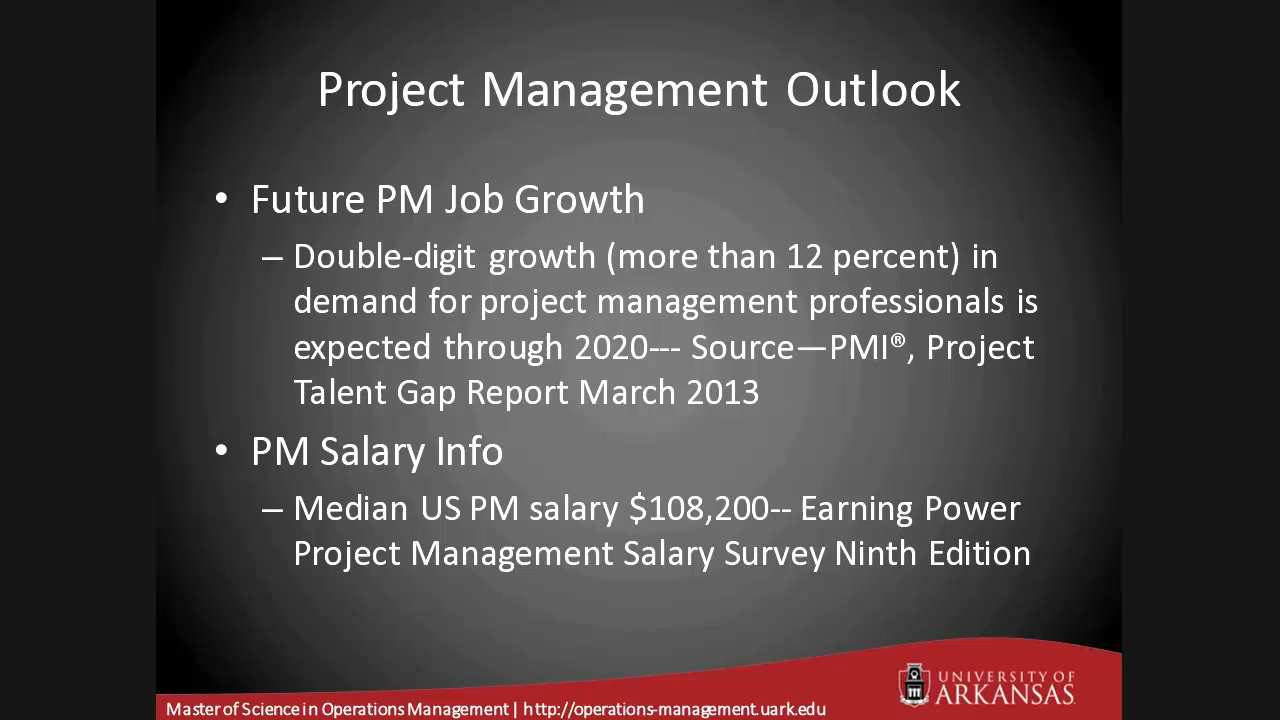 Project Management Outlook
• Future PM Job Growth
– Double-digit growth (more than 12 percent) in
demand for project management professionals is
expected through 2020--- Source—PMI®, Project
Talent Gap Report March 2013
• PM Salary Info
– Median US PM salary $108,200-- Earning Power
Project Management Salary Survey Ninth Edition
UNIVERSITY OF
ARKANSAS
Master of Science in Operations Management | http://operations-management.uark.edu